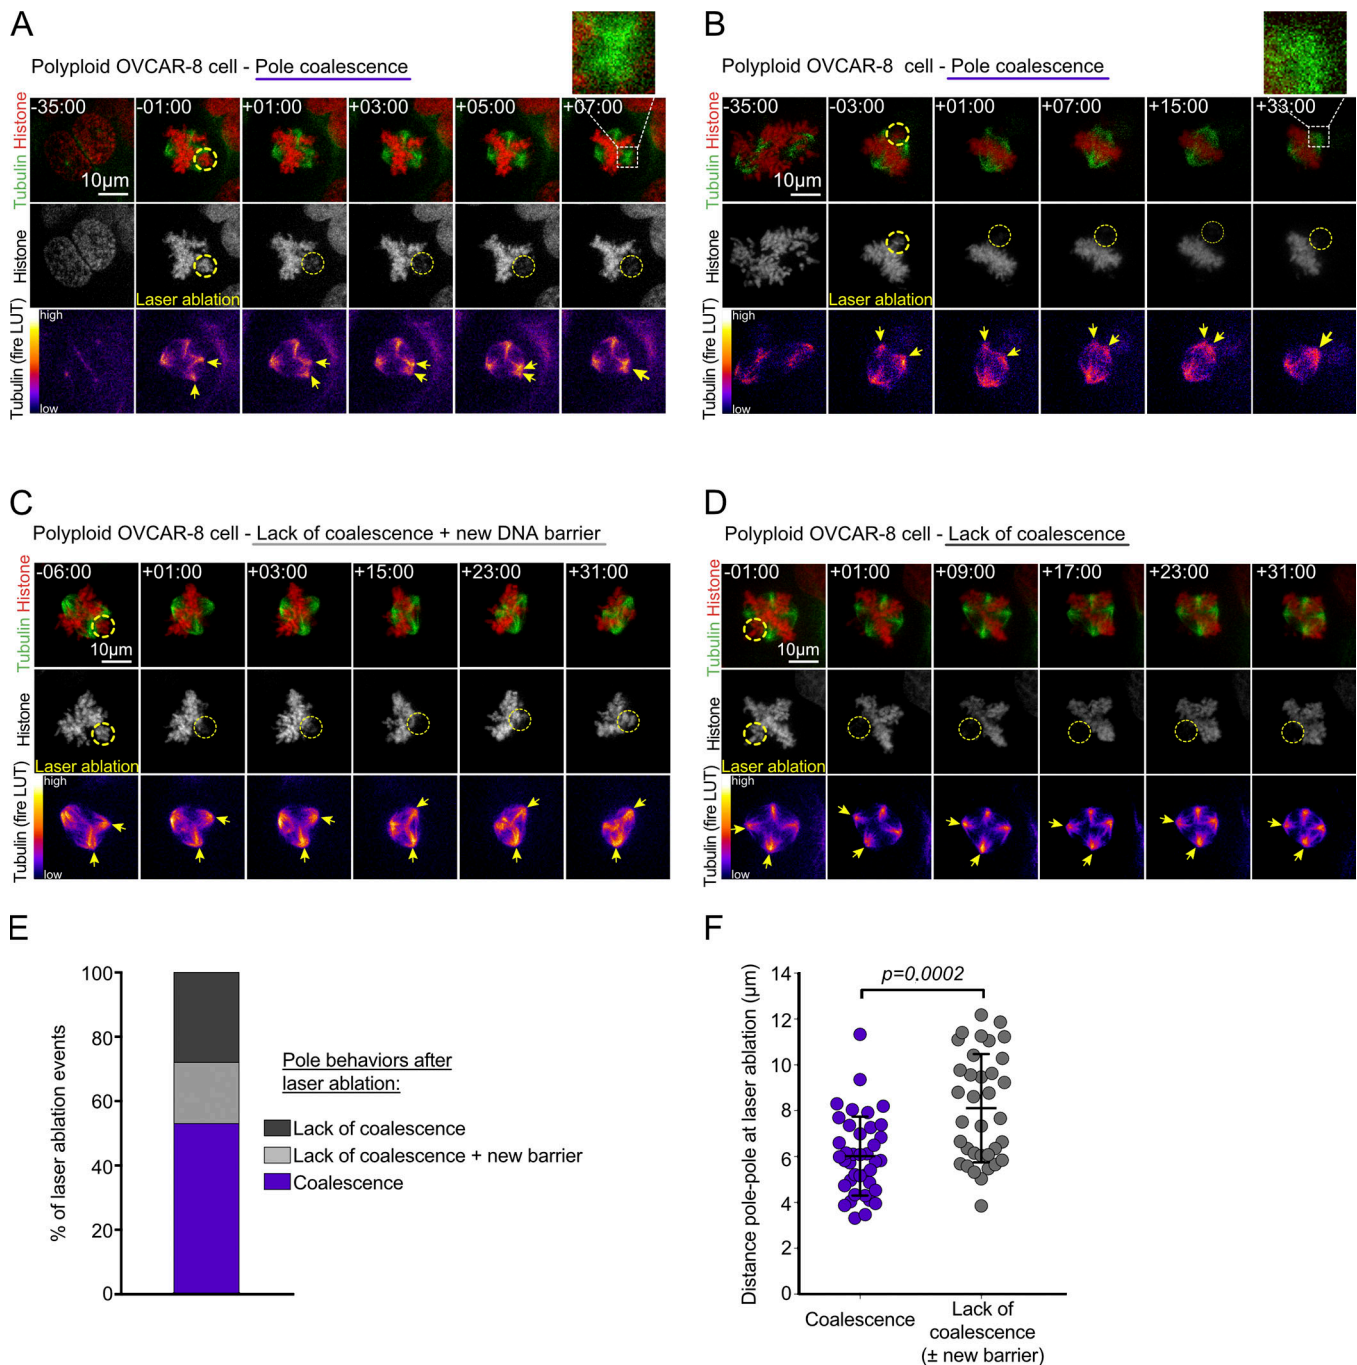 A
Polyploid OVCAR-8 cell - Pole coalescence
Tubulin Histone
-35:00
-01:00
+01:00
+03:00
+05:00
+07:00
10µm
Histone
Laser ablation
Tubulin (fire LUT)
high
low
B
Polyploid OVCAR-8 cell - Pole coalescence
Tubulin Histone
-35:00
-03:00
+01:00
+07:00
+15:00
+33:00
10µm
Histone
Laser ablation
Tubulin (fire LUT)
high
low
C
Polyploid OVCAR-8 cell - Lack of coalescence + new DNA barrier
Tubulin Histone
-06:00
+01:00
+03:00
+15:00
+23:00
+31:00
10µm
Histone
Laser ablation
Tubulin (fire LUT)
high
low
D
Polyploid OVCAR-8 cell - Lack of coalescence
Tubulin Histone
-01:00
+01:00
+09:00
+17:00
+23:00
+31:00
10µm
Histone
Laser ablation
Tubulin (fire LUT)
high
low
E
% of laser ablation events
100
80
60
40
20
0
Pole behaviors after
laser ablation:
Lack of coalescence
Lack of coalescence + new barrier
Coalescence
F
Distance pole-pole at laser ablation (µm)
14
12
10
8
6
4
2
0
p=0.0002
Coalescence
Lack of
coalescence
(± new barrier)